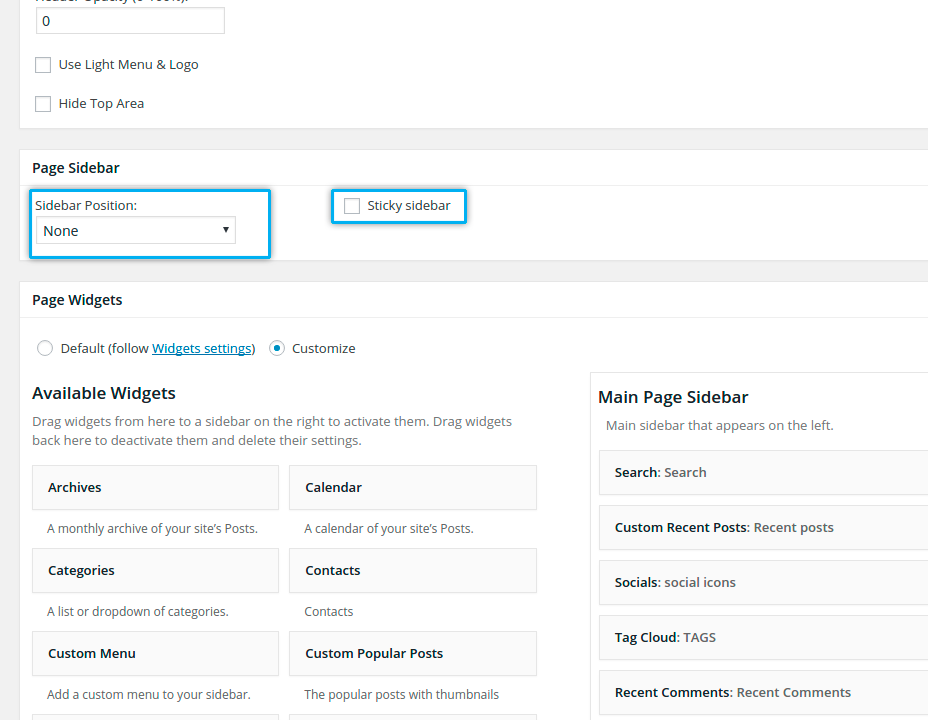 Header Opacity (0-100%):
0
Use Light Menu & Logo
Hide Top Area
Page Sidebar
Sidebar Position:
None
Sticky sidebar
Page Widgets
Default (follow Widgets settings)
Customize
Available Widgets
Drag widgets from here to a sidebar on the right to activate them. Drag widgets
back here to deactivate them and delete their settings.
Archives
Calendar
A monthly archive of your site’s Posts.
A calendar of your site’s Posts.
Categories
Contacts
A list or dropdown of categories.
Contacts
Custom Menu
Custom Popular Posts
Add a custom menu to your sidebar.
The popular posts with thumbnails
Main Page Sidebar
Main sidebar that appears on the left.
Search: Search
Custom Recent Posts: Recent posts
Socials: social icons
Tag Cloud: TAGS
Recent Comments: Recent Comments